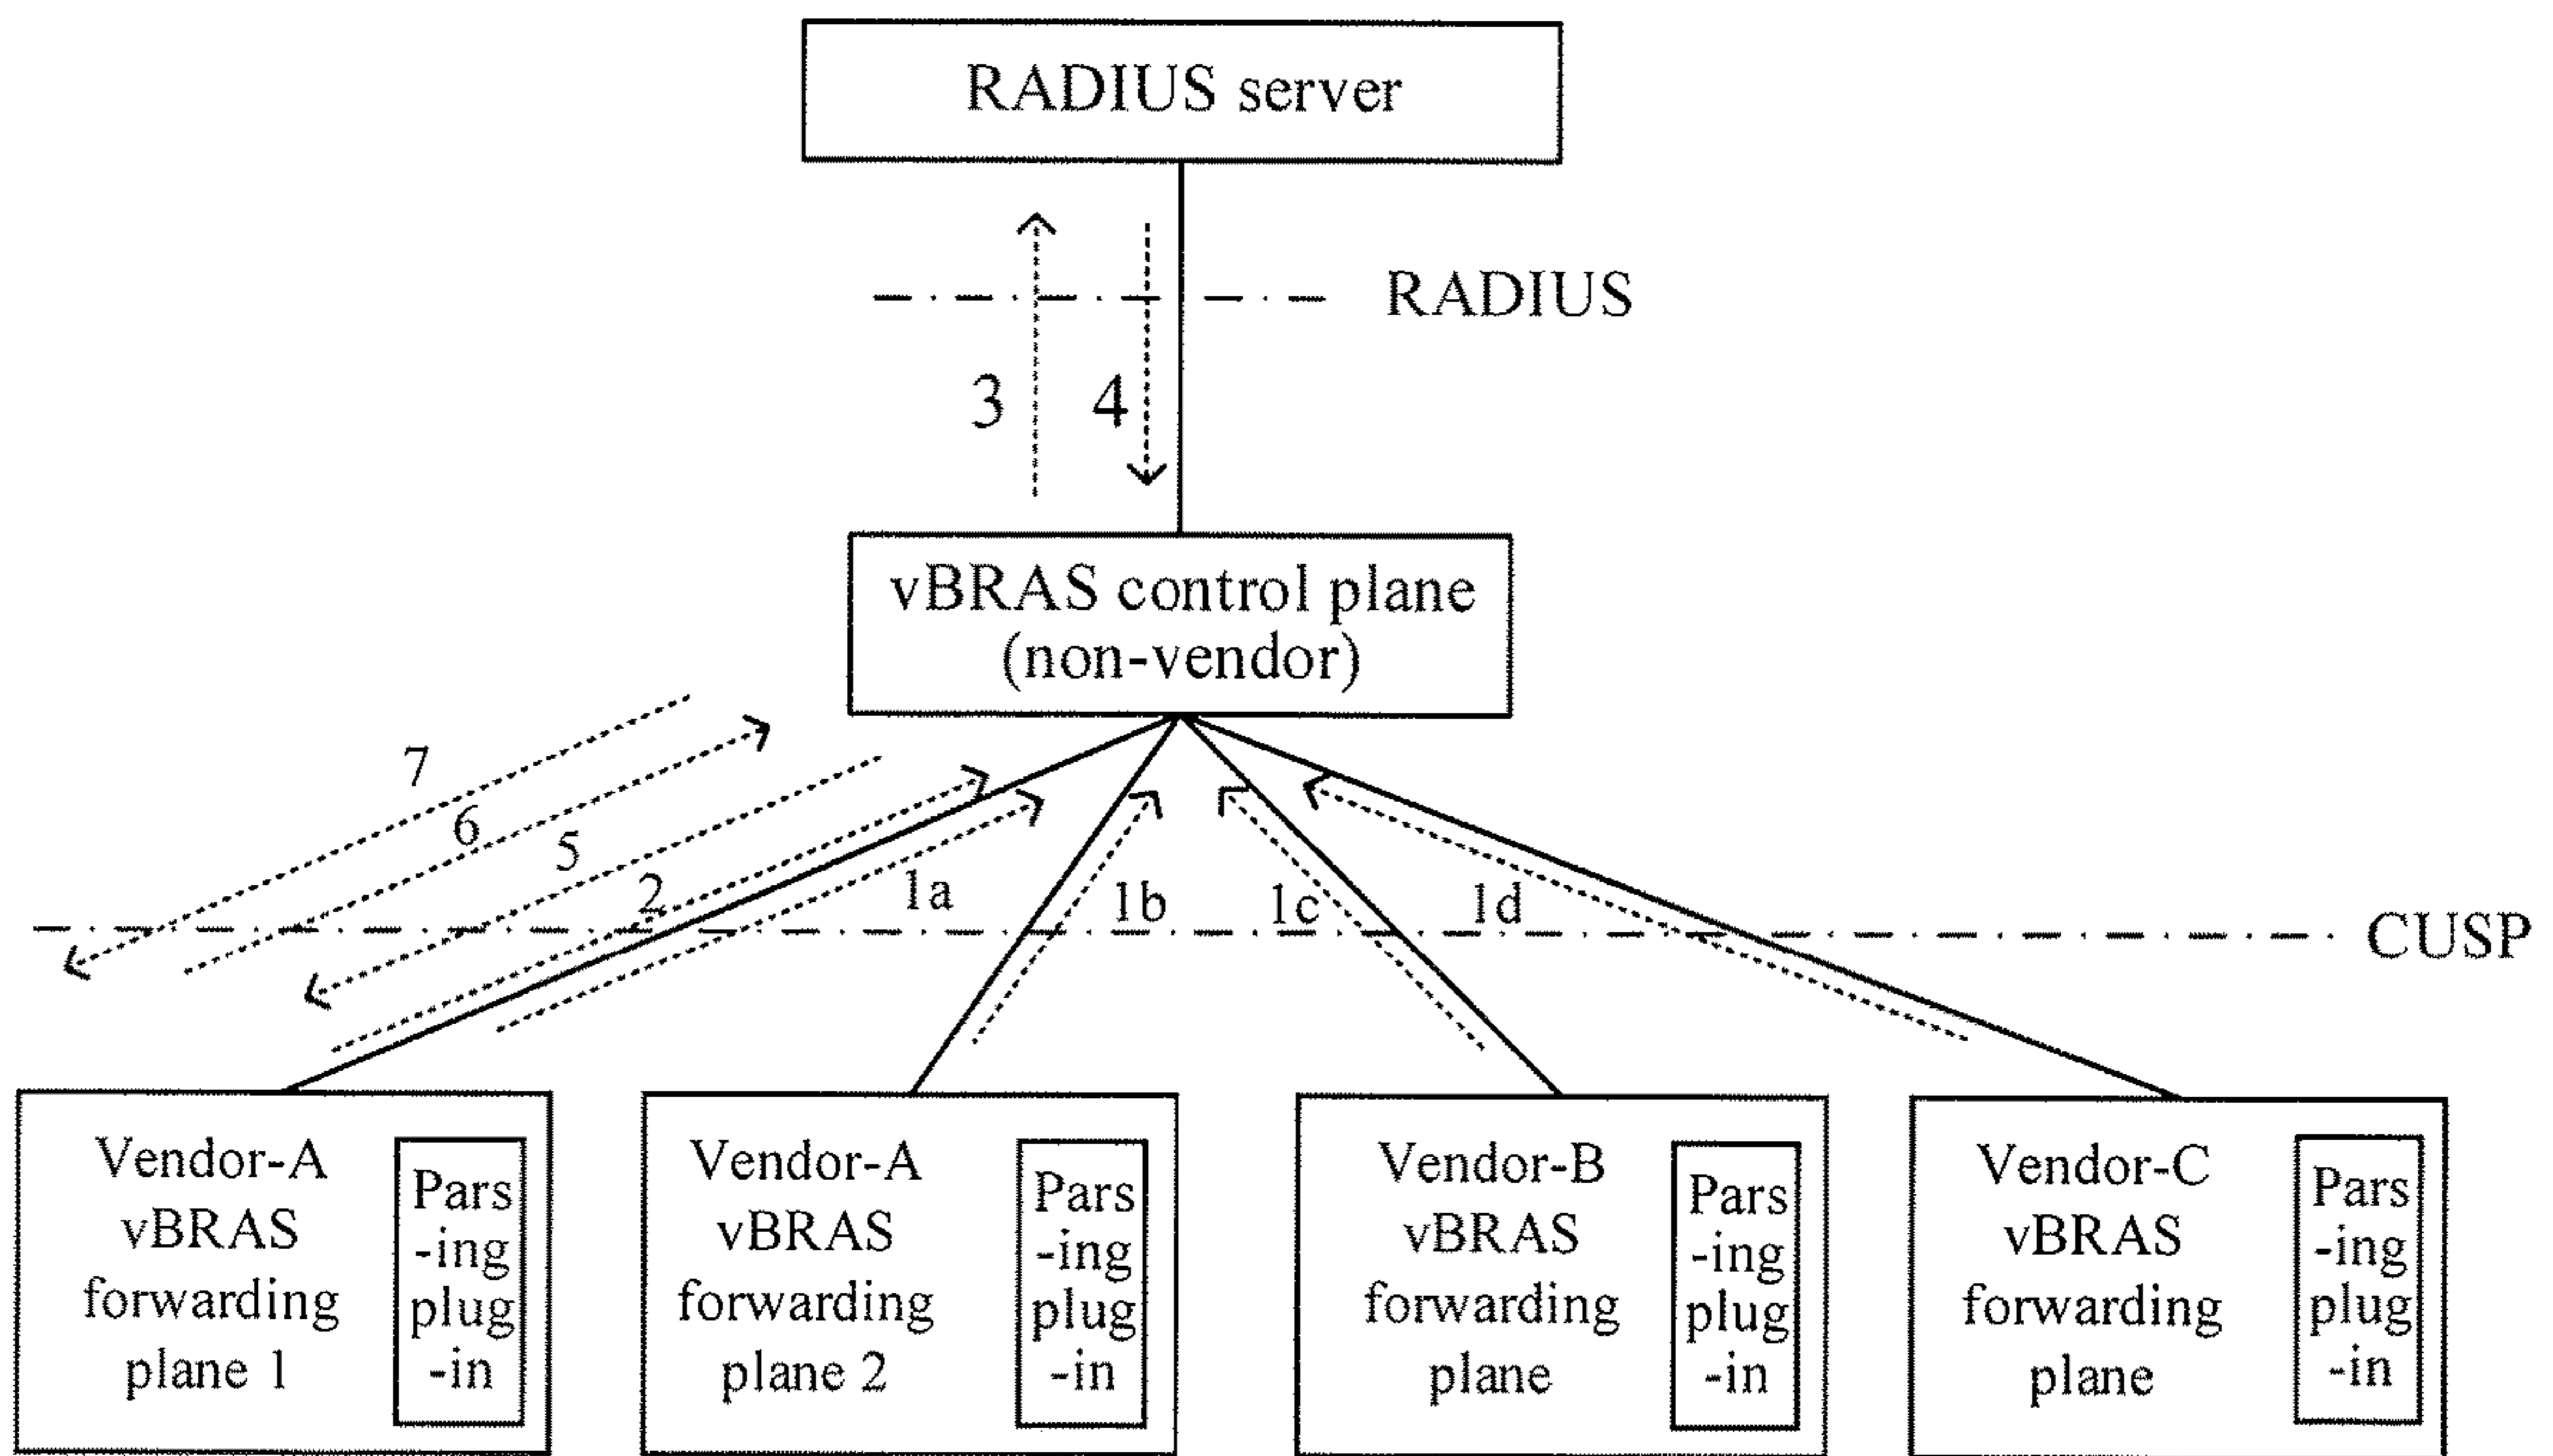 RADIUS server
RADIUS
3
4
vBRAS control plane
(non-vendor)
7
6
5
2
1a
1b
1c
1d
CUSP
Vendor-A
vBRAS
forwarding
plane 1
Pars
-ing
plug
-in
Vendor-A
vBRAS
forwarding
plane 2
Pars
-ing
plug
-in
Vendor-B
vBRAS
forwarding
plane
Pars
-ing
plug
-in
Vendor-C
vBRAS
forwarding
plane
Pars
-ing
plug
-in